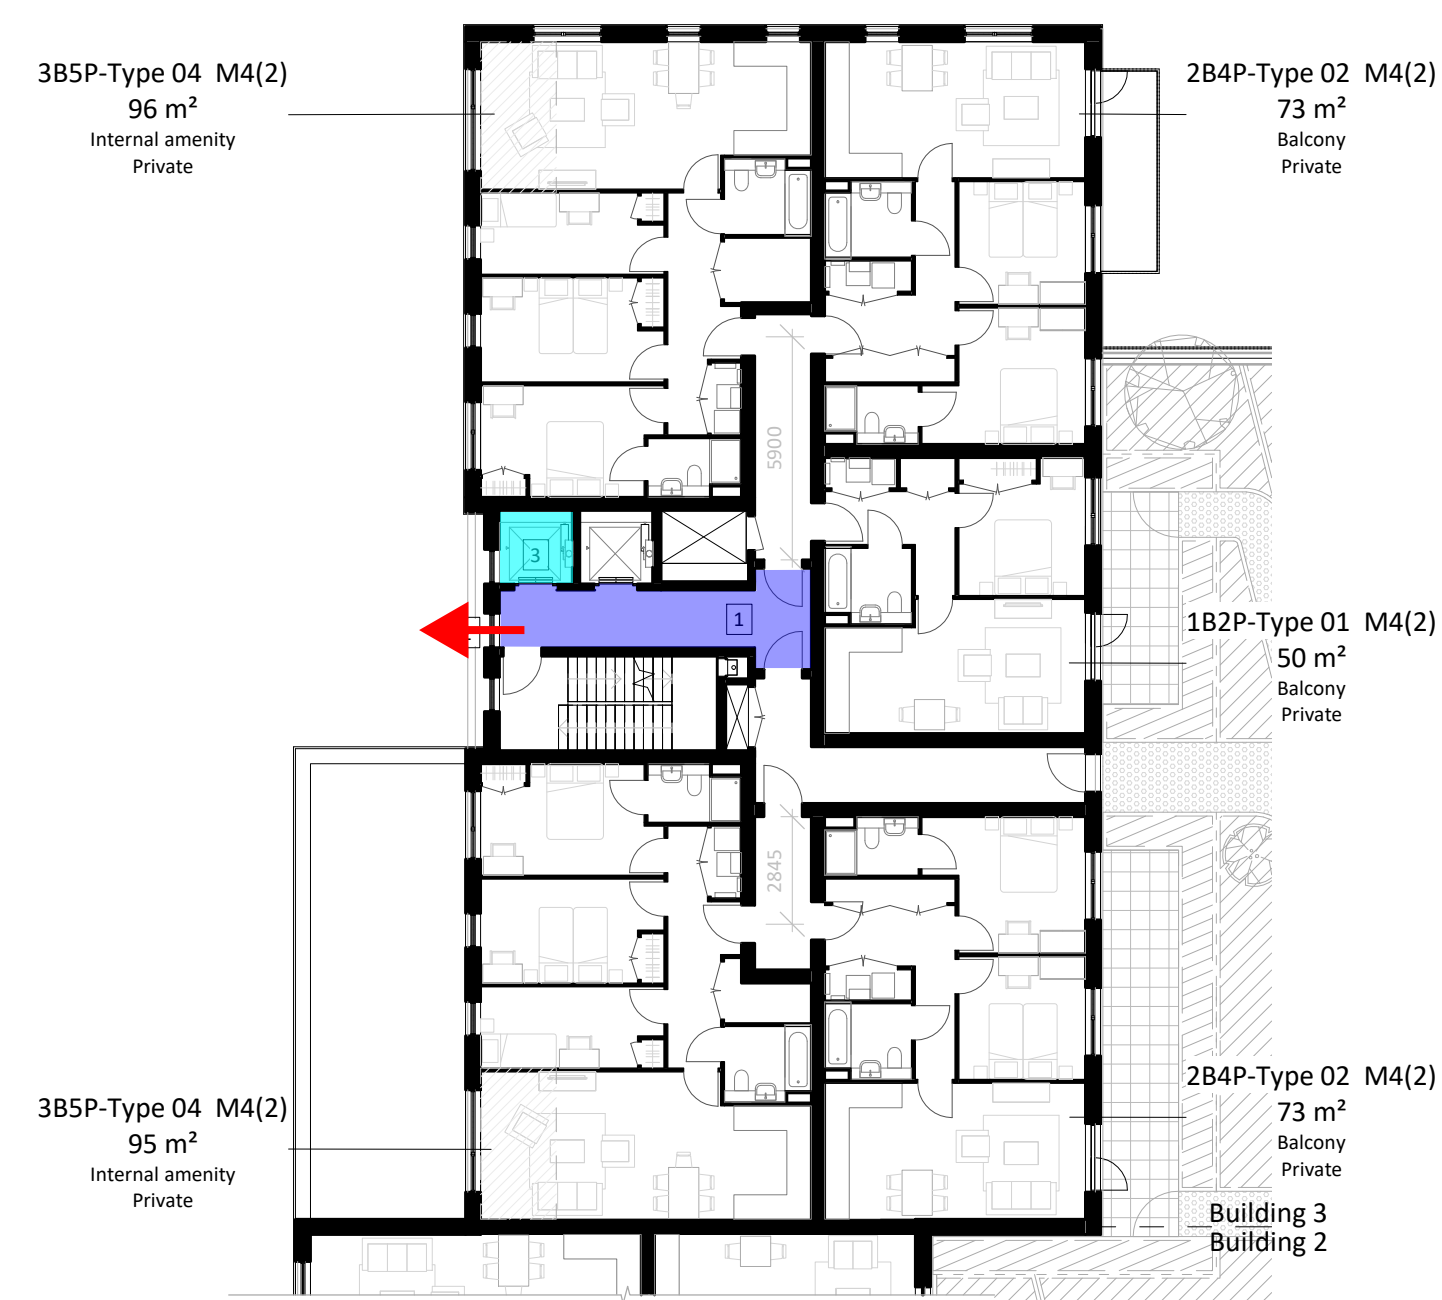 3B5P-Type 04 M4(2)
96 m²
Internal amenity
Private
2B4P-Type 02 M4(2)
73 m²
Balcony
Private
5900
3
1
1B2P-Type 01 M4(2)
50 m²
Balcony
Private
2845
3B5P-Type 04 M4(2)
95 m²
Internal amenity
Private
2B4P-Type 02 M4(2)
73 m²
Balcony
Private
Building 3
Building 2